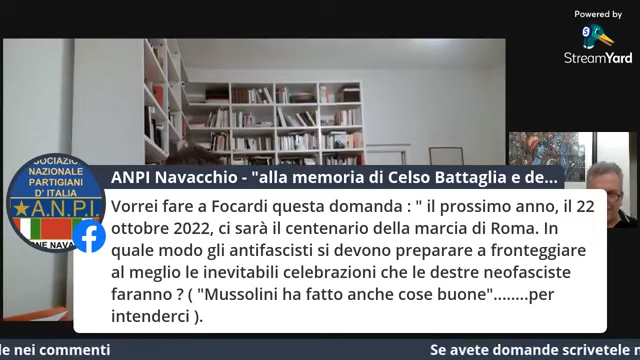 Powered by
StreamYard
SOCIAZIO
NAZIONALE
PARTIGIANI
D'ITALIA
A.N.P.I.
ONE NAVA
ANPI Navacchio - "alla memoria di Celso Battaglia e de...
Vorrei fare a Focardi questa domanda : " il prossimo anno, il 22
ottobre 2022, ci sarà il centenario della marcia di Roma. In
quale modo gli antifascisti si devono preparare a fronteggiare
al meglio le inevitabili celebrazioni che le destre neofasciste
faranno ? ( "Mussolini ha fatto anche cose buone"........per
intenderci ).
le nei commenti
Se avete domande scrivetele n